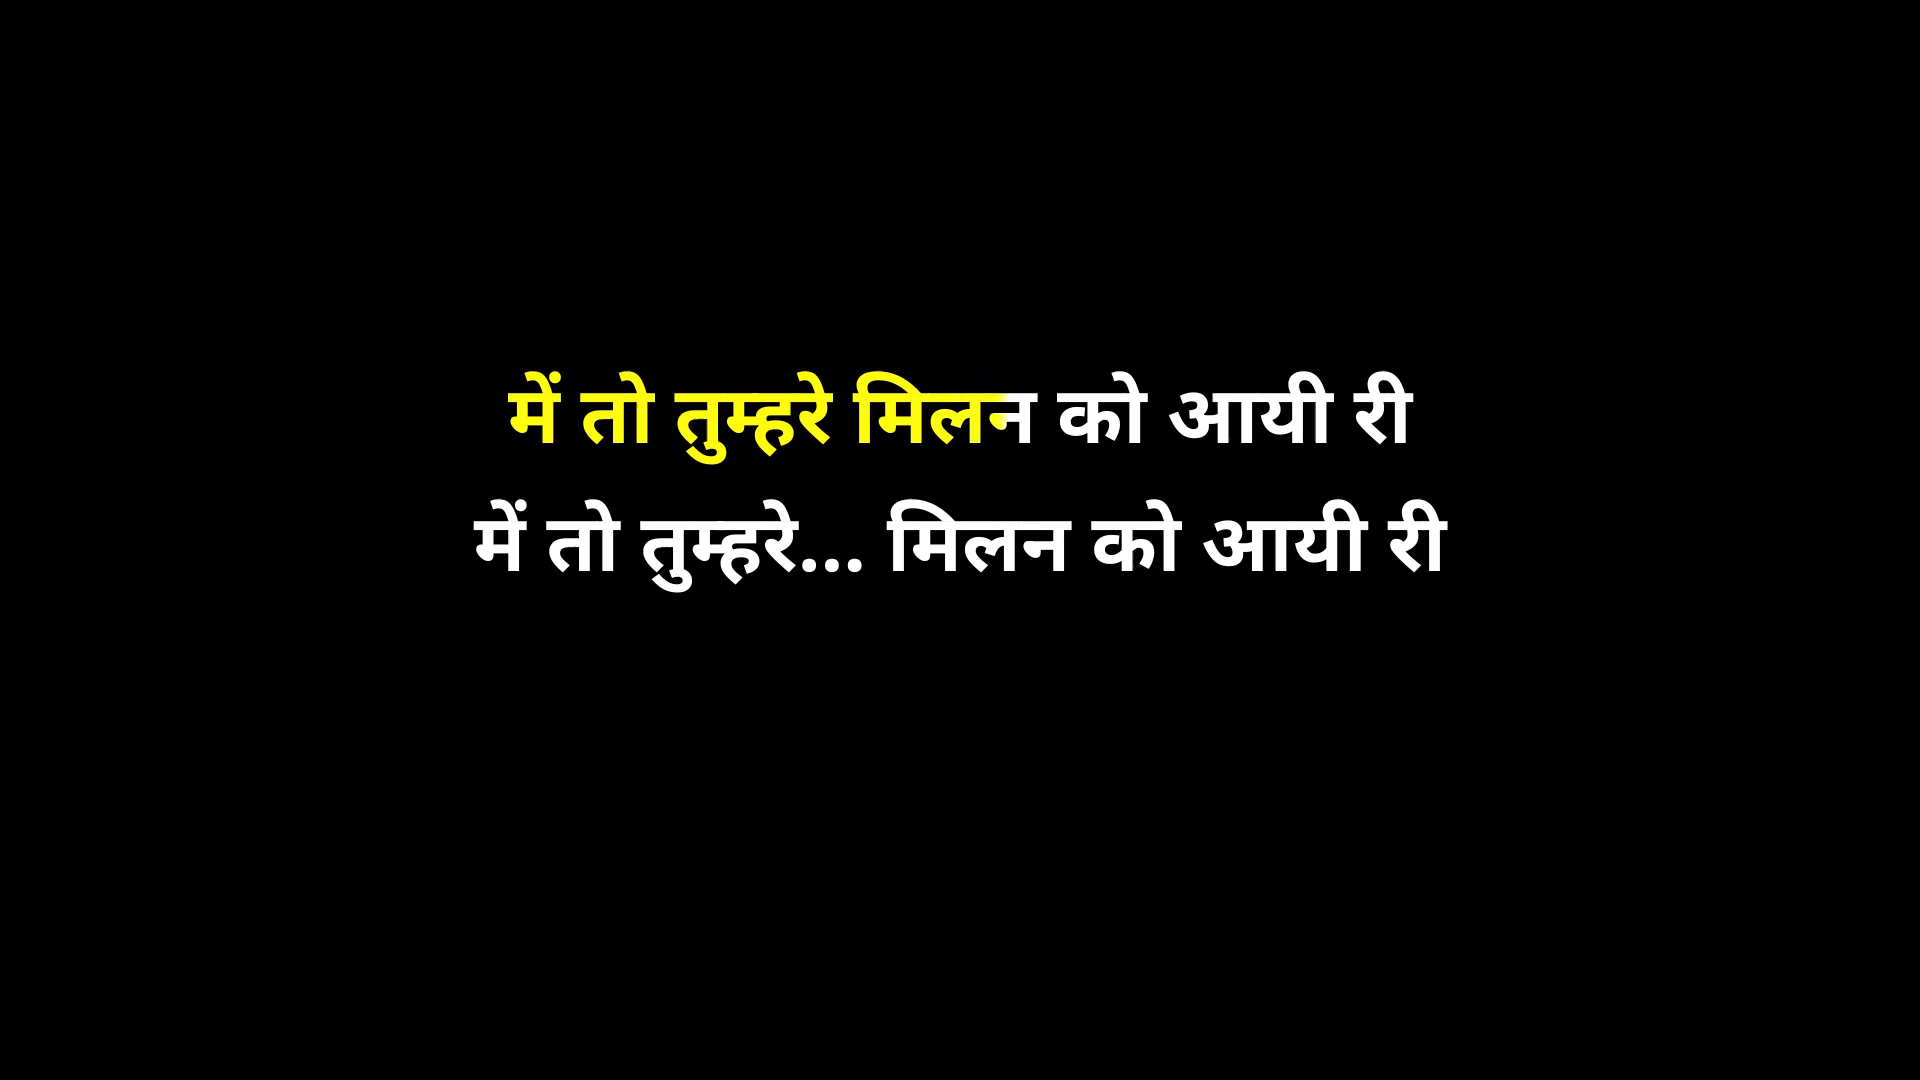 में तो तुम्हरे मिलन को आयी री
में तो तुम्हरे... मिलन को आयी री